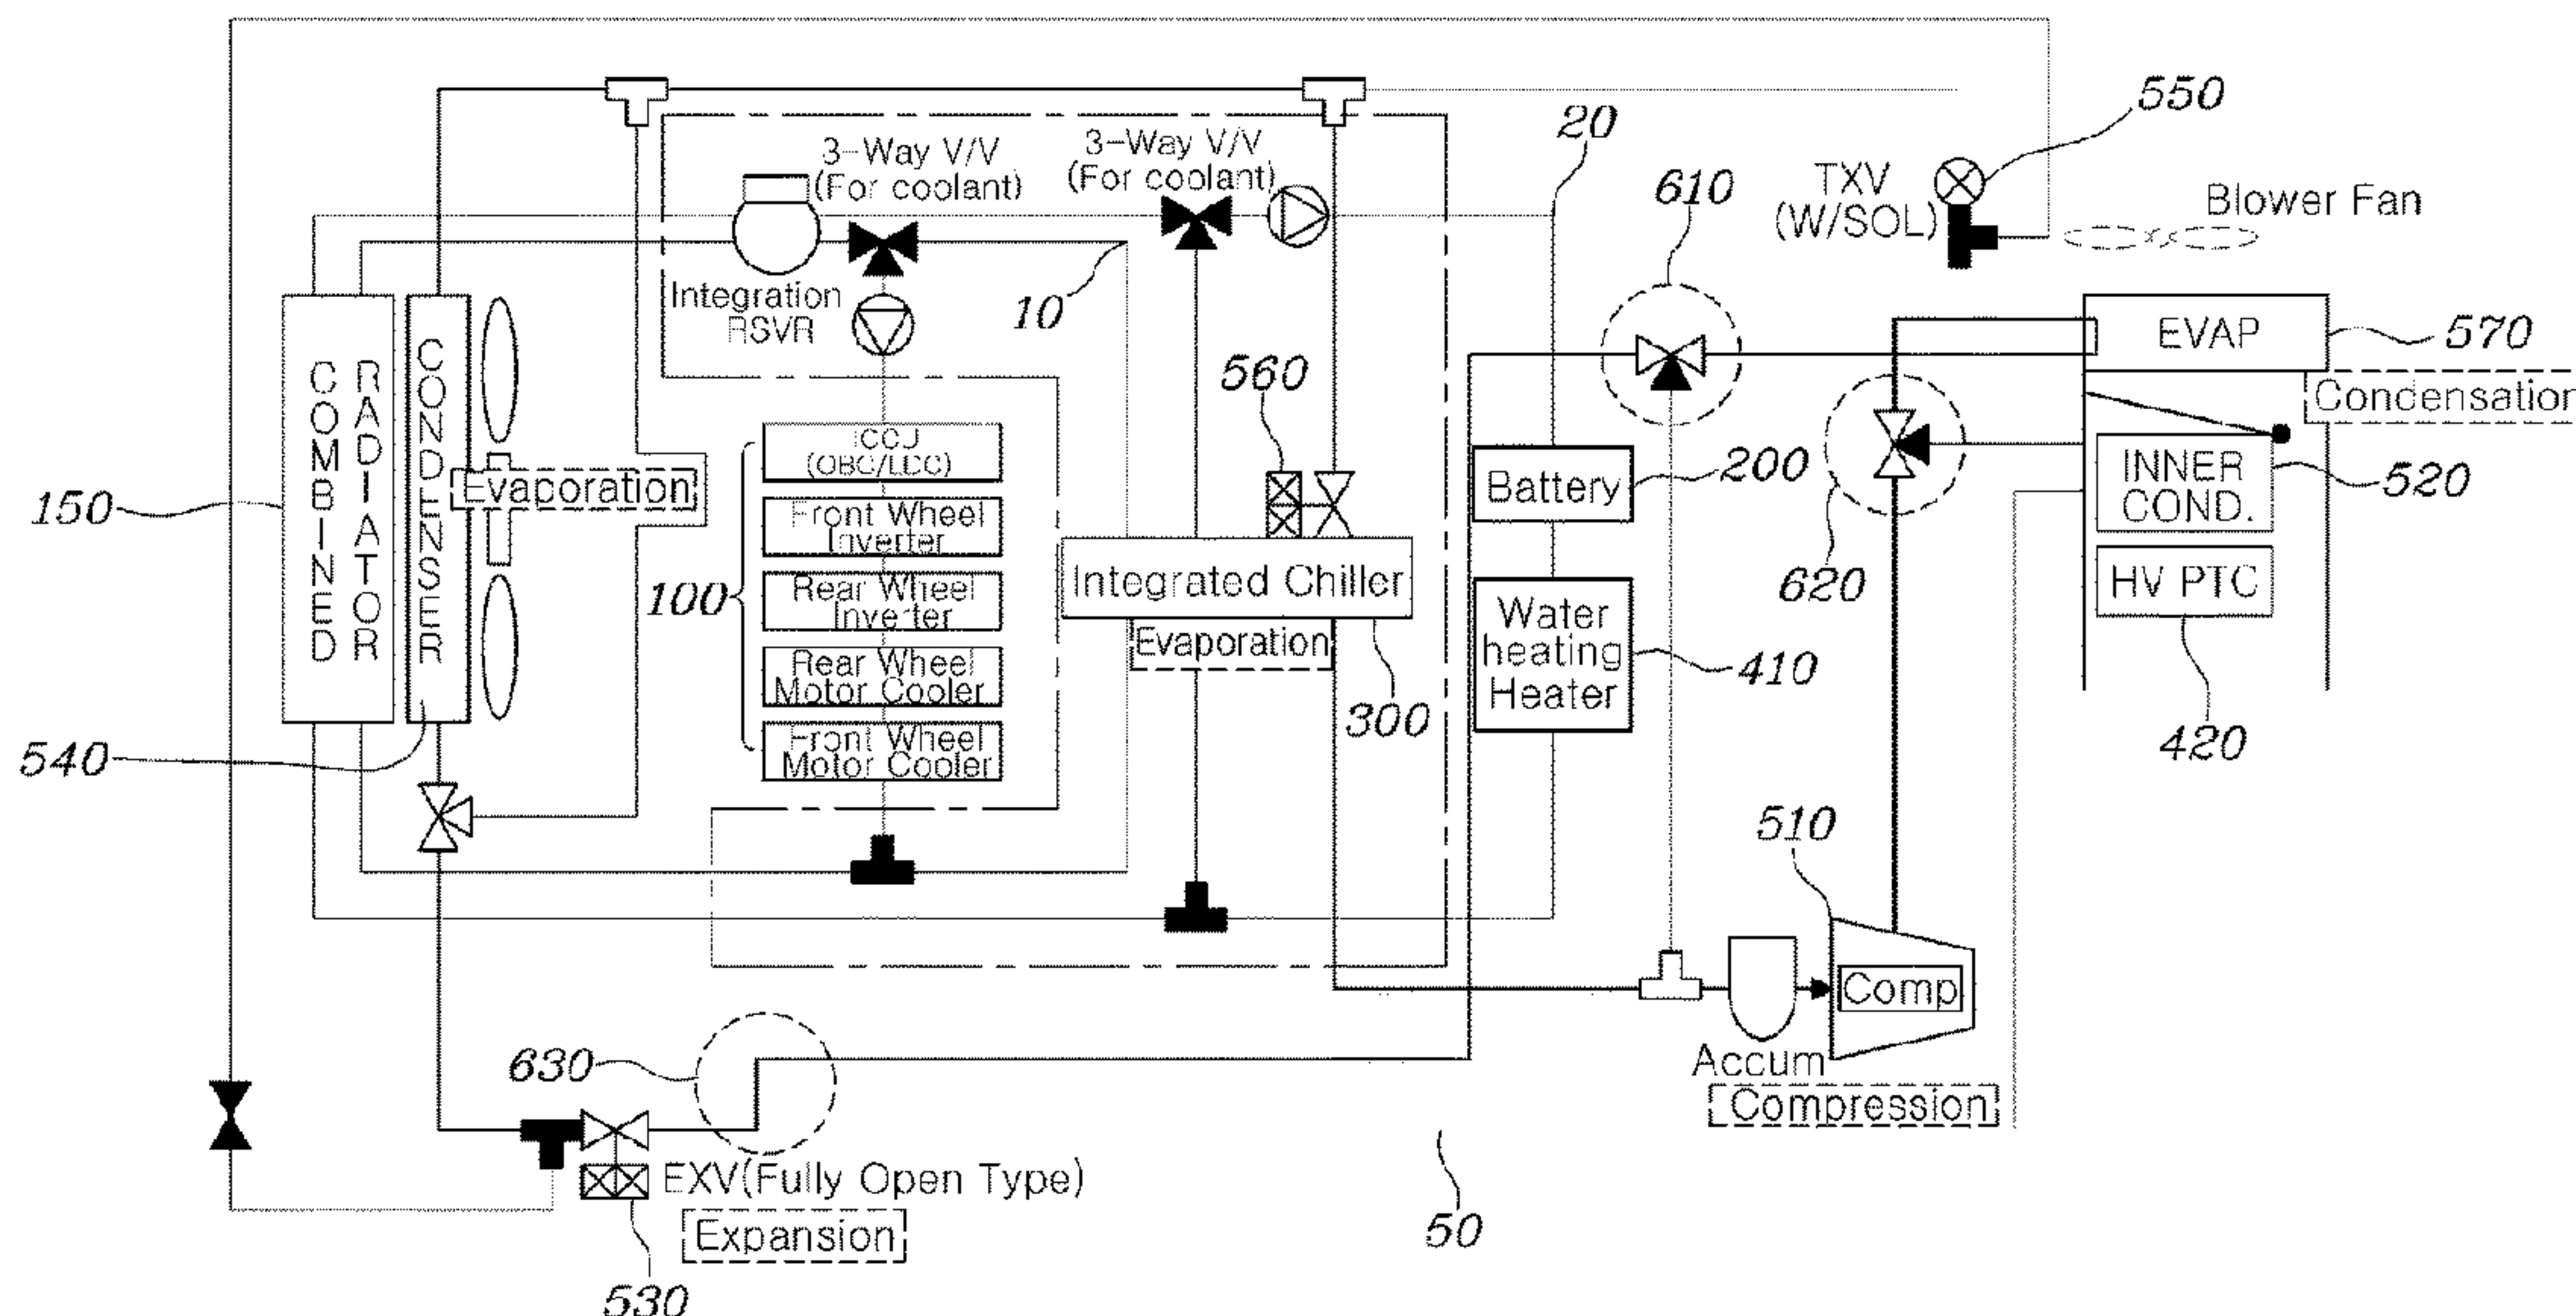 550
20
3-Way V/V
(For coolant)
3-Way V/V
(For coolant)
TXV
(W/SOL)
610
Blower Fan
Integration
RSVR
10
EVAP
570
Condensation
COMBINED
RADIATOR
CONDENSER
560
ICCU
(OBC/LDC)
Battery
200
INNER
COND.
520
Evaporation
150
Front Wheel
Inverter
Rear Wheel
Inverter
100
Integrated Chiller
Evaporation
300
Water
heating
Heater
410
620
HV PTC
420
Rear Wheel
Motor Cooler
Front Wheel
Motor Cooler
540
510
Comp
Accum
Compression
630
EXV(Fully Open Type)
Expansion
530
50